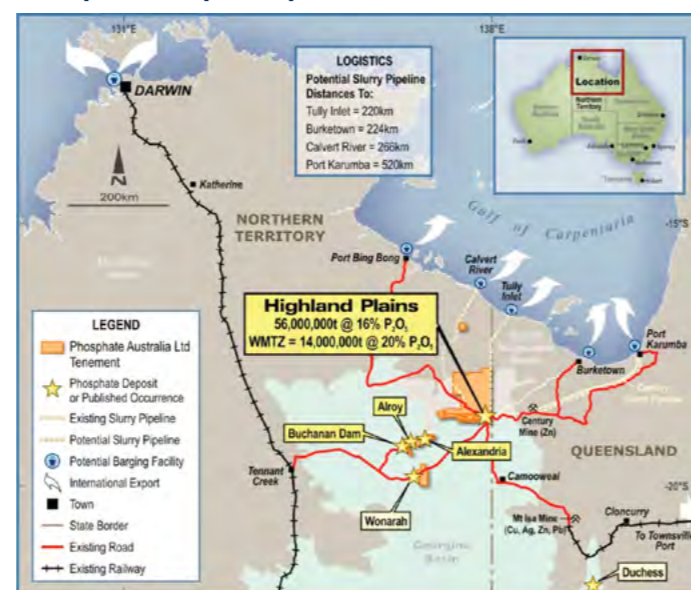 131°E
138°E
DARWIN
LOGISTICS
Potential Slurry Pipeline
Distances To:
Tully Inlet = 220km
Burketown = 224km
Calvert River = 266km
Port Karumba = 520km
Location
Northern
Territory
N
200km
Katherine
NORTHERN
TERRITORY
Gulf of Carpentaria
-15°S
Port Bing Bong
Calvert
River
Tully
Inlet
Highland Plains
56,000,000t @ 16% P₂O₅
WMTZ = 14,000,000t @ 20% P₂O₅
Port
Karumba
Burketown
LEGEND
Phosphate Australia Ltd
Tenement
Phosphate Deposit
or Published Occurrence
Existing Slurry Pipeline
Potential Slurry Pipeline
Potential Barging Facility
International Export
Town
State Border
Existing Road
Existing Railway
Alroy
Buchanan Dam
Alexandria
Century
Mine (Zn)
QUEENSLAND
Tennant
Creek
Wonarah
Camooweal
-20°S
Mt Isa Mine
(Cu, Ag, Zn, Pb)
Cloncurry
To Townsville
Port
Georgina
Basin
Duchess